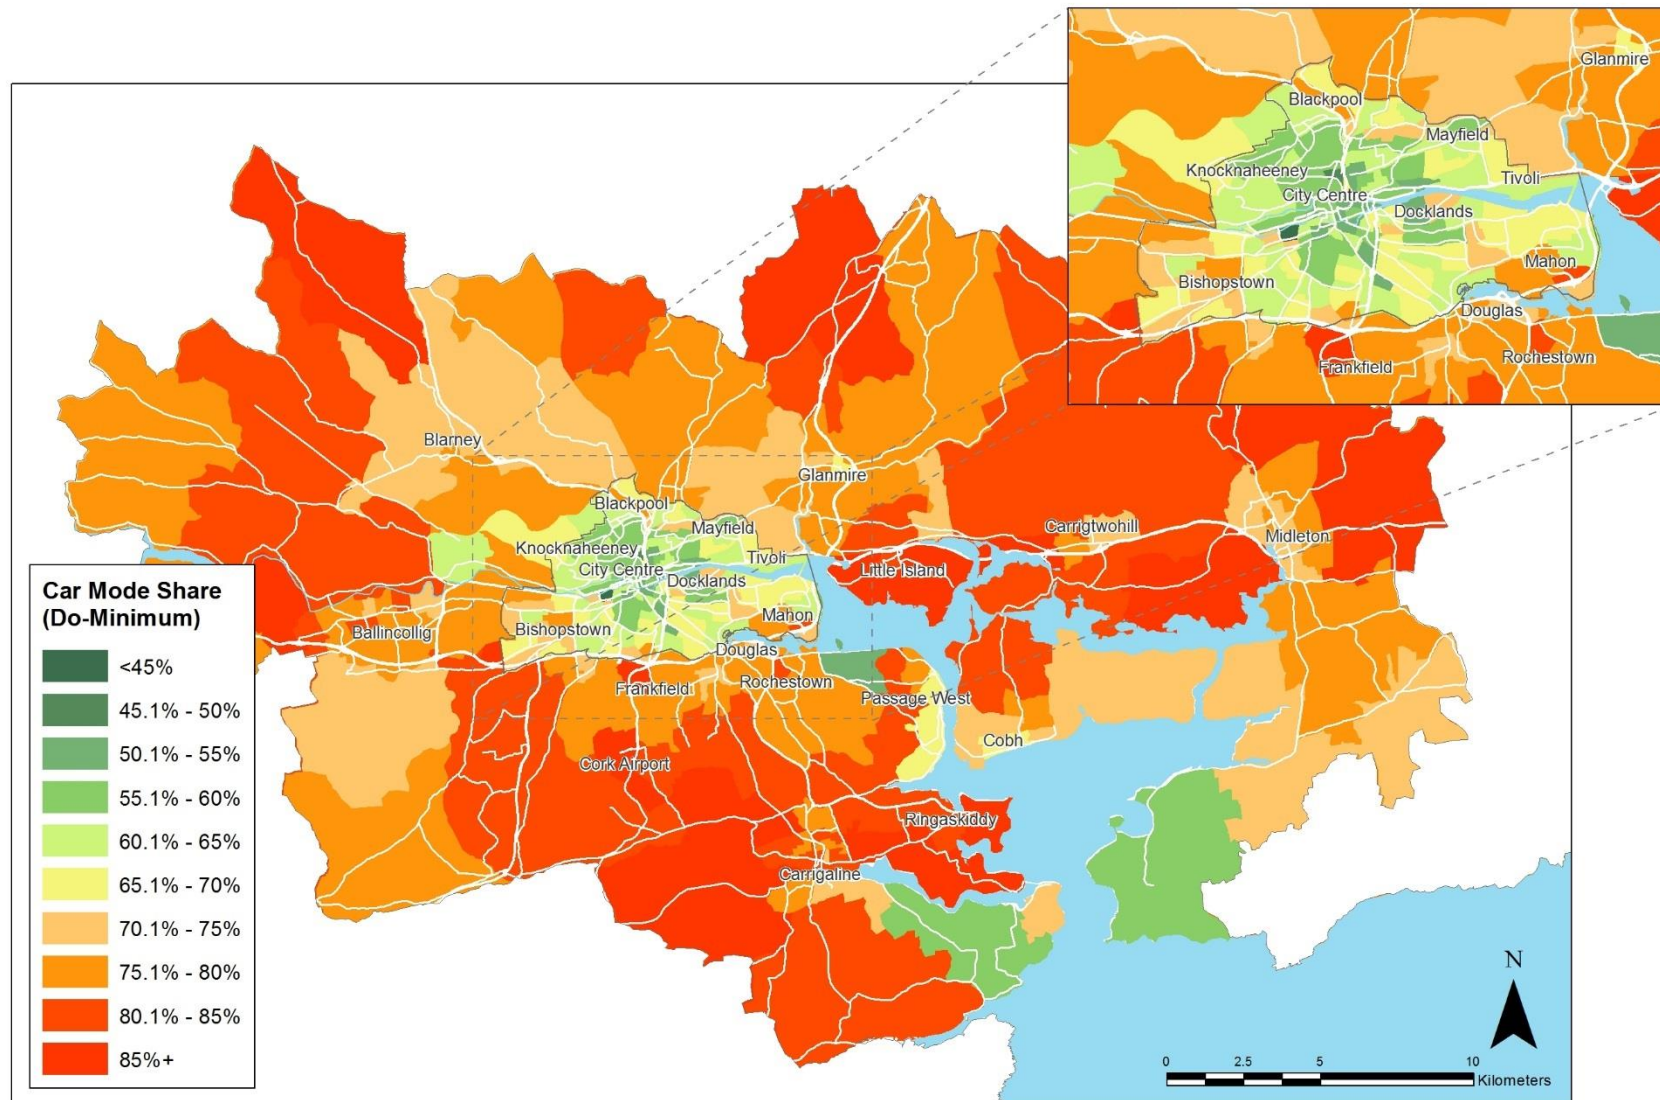 Glanmire
Blackpool
Mayfield
Knocknaheeney
Tivoli
City Centre
Docklands
Mahon
Bishopstown
Douglas
Rochestown
Frankfield
Blarney
Glanmire
Blackpool
Mayfield
Carrigtwohill
Midleton
Knocknaheeney
Tivoli
City Centre
Little Island
Docklands
Mahon
Ballincollig
Bishopstown
Douglas
Rochestown
Frankfield
Passage West
Cobh
Cork Airport
Ringaskiddy
Carrigaline
Car Mode Share
(Do-Minimum)
<45%
45.1% - 50%
50.1% - 55%
55.1% - 60%
60.1% - 65%
65.1% - 70%
70.1% - 75%
75.1% - 80%
80.1% - 85%
85%+
N
0 2.5 5 10
Kilometers